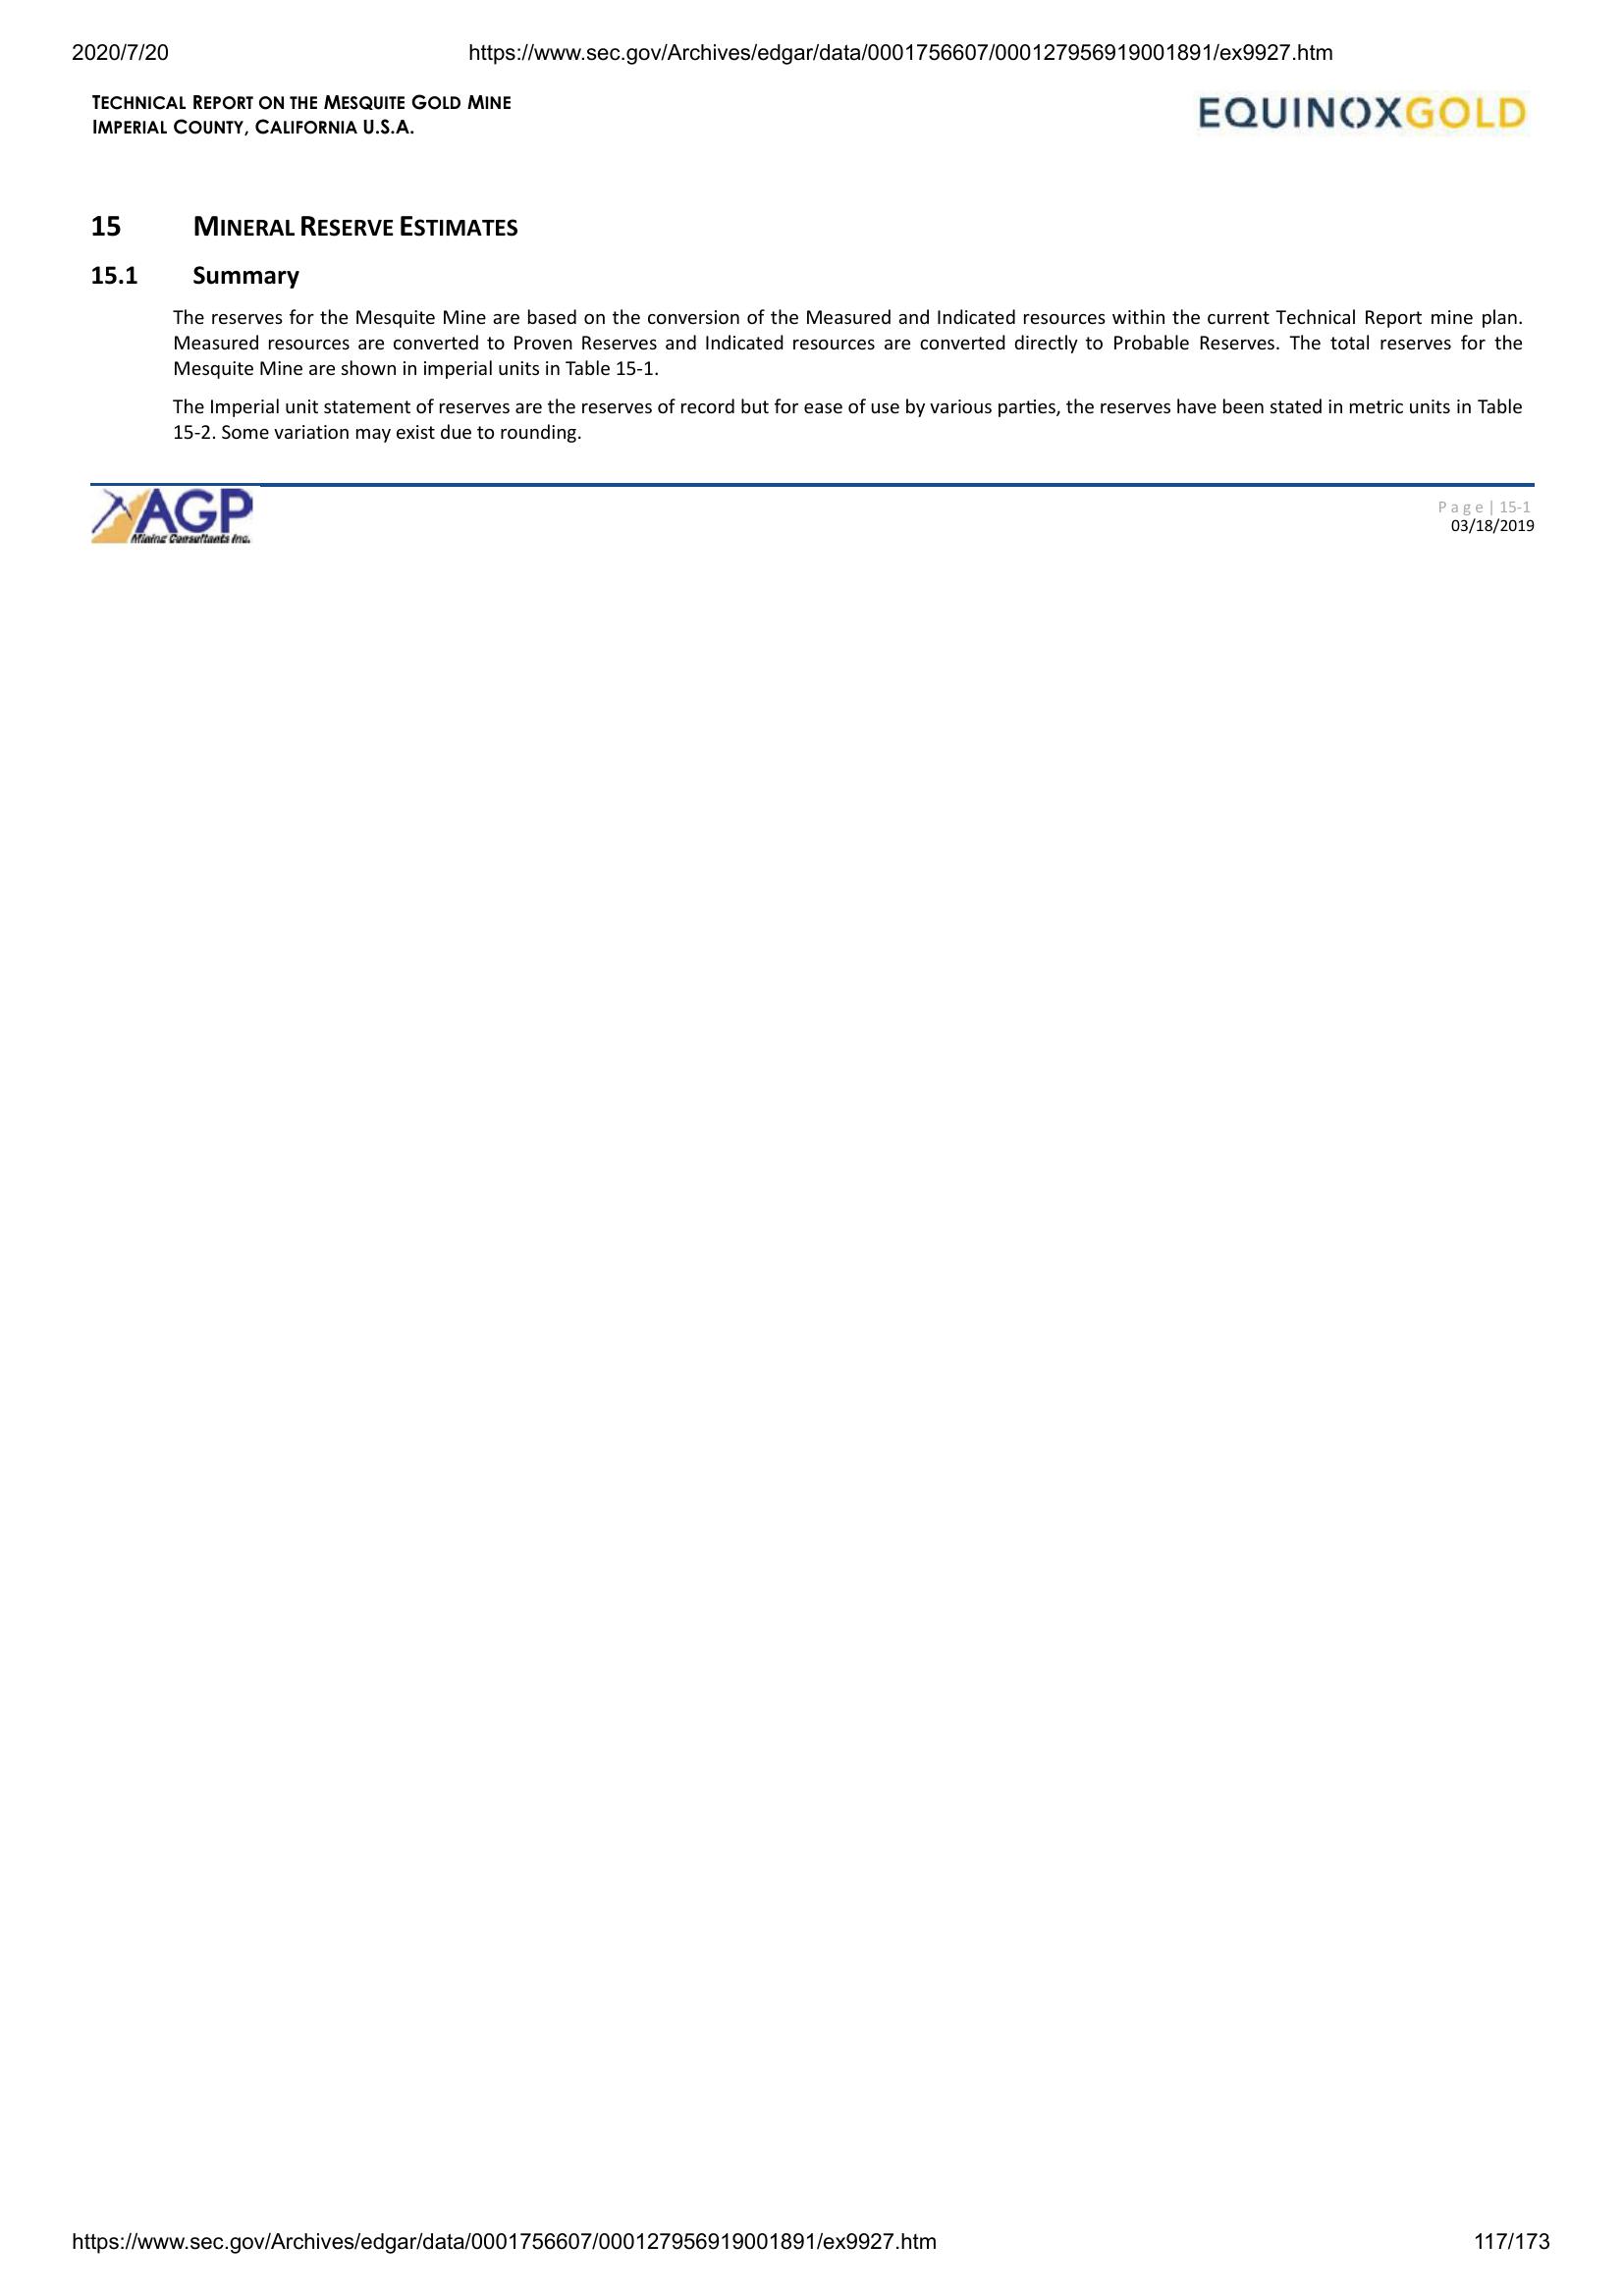 2020/7/20 https://www.sec.gov/Archives/edgar/data/0001756607/000127956919001891/ex9927.htm
TECHNICAL REPORT ON THE MESQUITE GOLD MINE
IMPERIAL COUNTY, CALIFORNIA U.S.A.
EQUINOXGOLD
15 MINERAL RESERVE ESTIMATES
15.1 Summary
The reserves for the Mesquite Mine are based on the conversion of the Measured and Indicated resources within the current Technical Report mine plan.
Measured resources are converted to Proven Reserves and Indicated resources are converted directly to Probable Reserves. The total reserves for the
Mesquite Mine are shown in imperial units in Table 15-1.
The Imperial unit statement of reserves are the reserves of record but for ease of use by various parties, the reserves have been stated in metric units in Table
15-2. Some variation may exist due to rounding.
AGP
Mining Consultants Inc.
Page | 15-1
03/18/2019
https://www.sec.gov/Archives/edgar/data/0001756607/000127956919001891/ex9927.htm 117/173